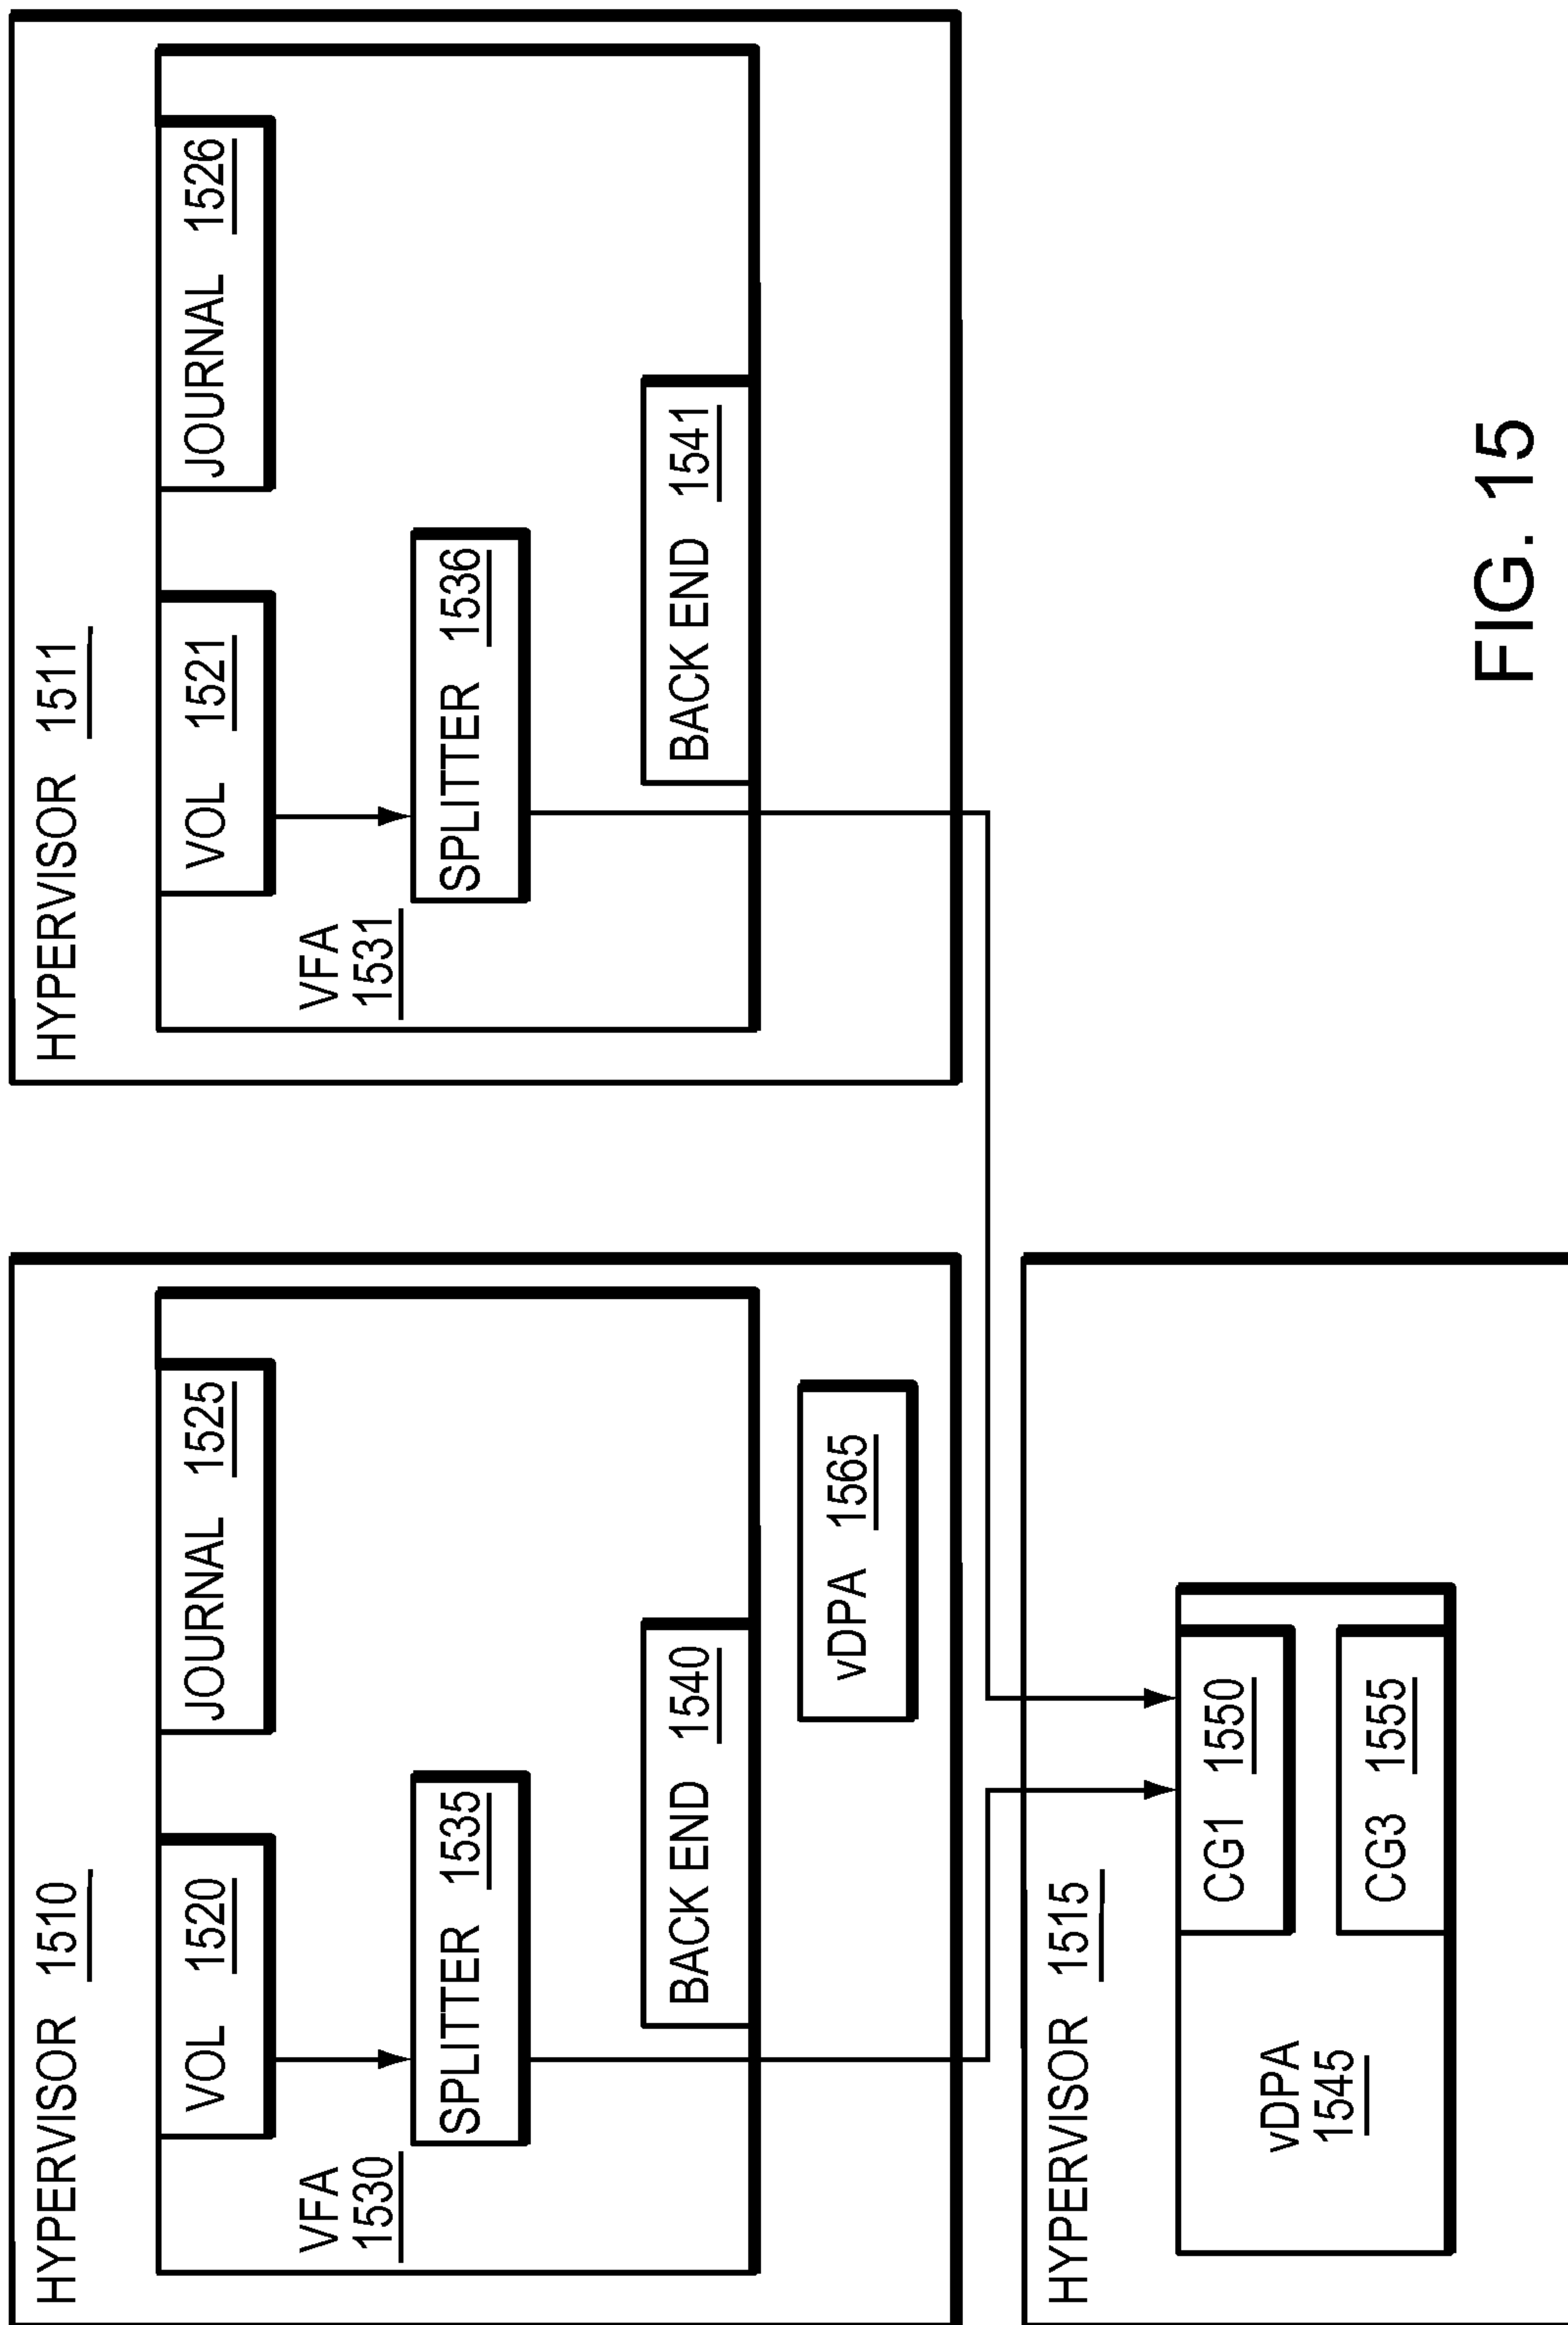 HYPERVISOR 1510
VOL 1520
JOURNAL 1525
VFA
1530
SPLITTER 1535
BACK END 1540
vDPA 1565
HYPERVISOR 1511
VOL 1521
JOURNAL 1526
VFA
1531
SPLITTER 1536
BACK END 1541
HYPERVISOR 1515
vDPA
1545
CG1 1550
CG3 1555
FIG. 15